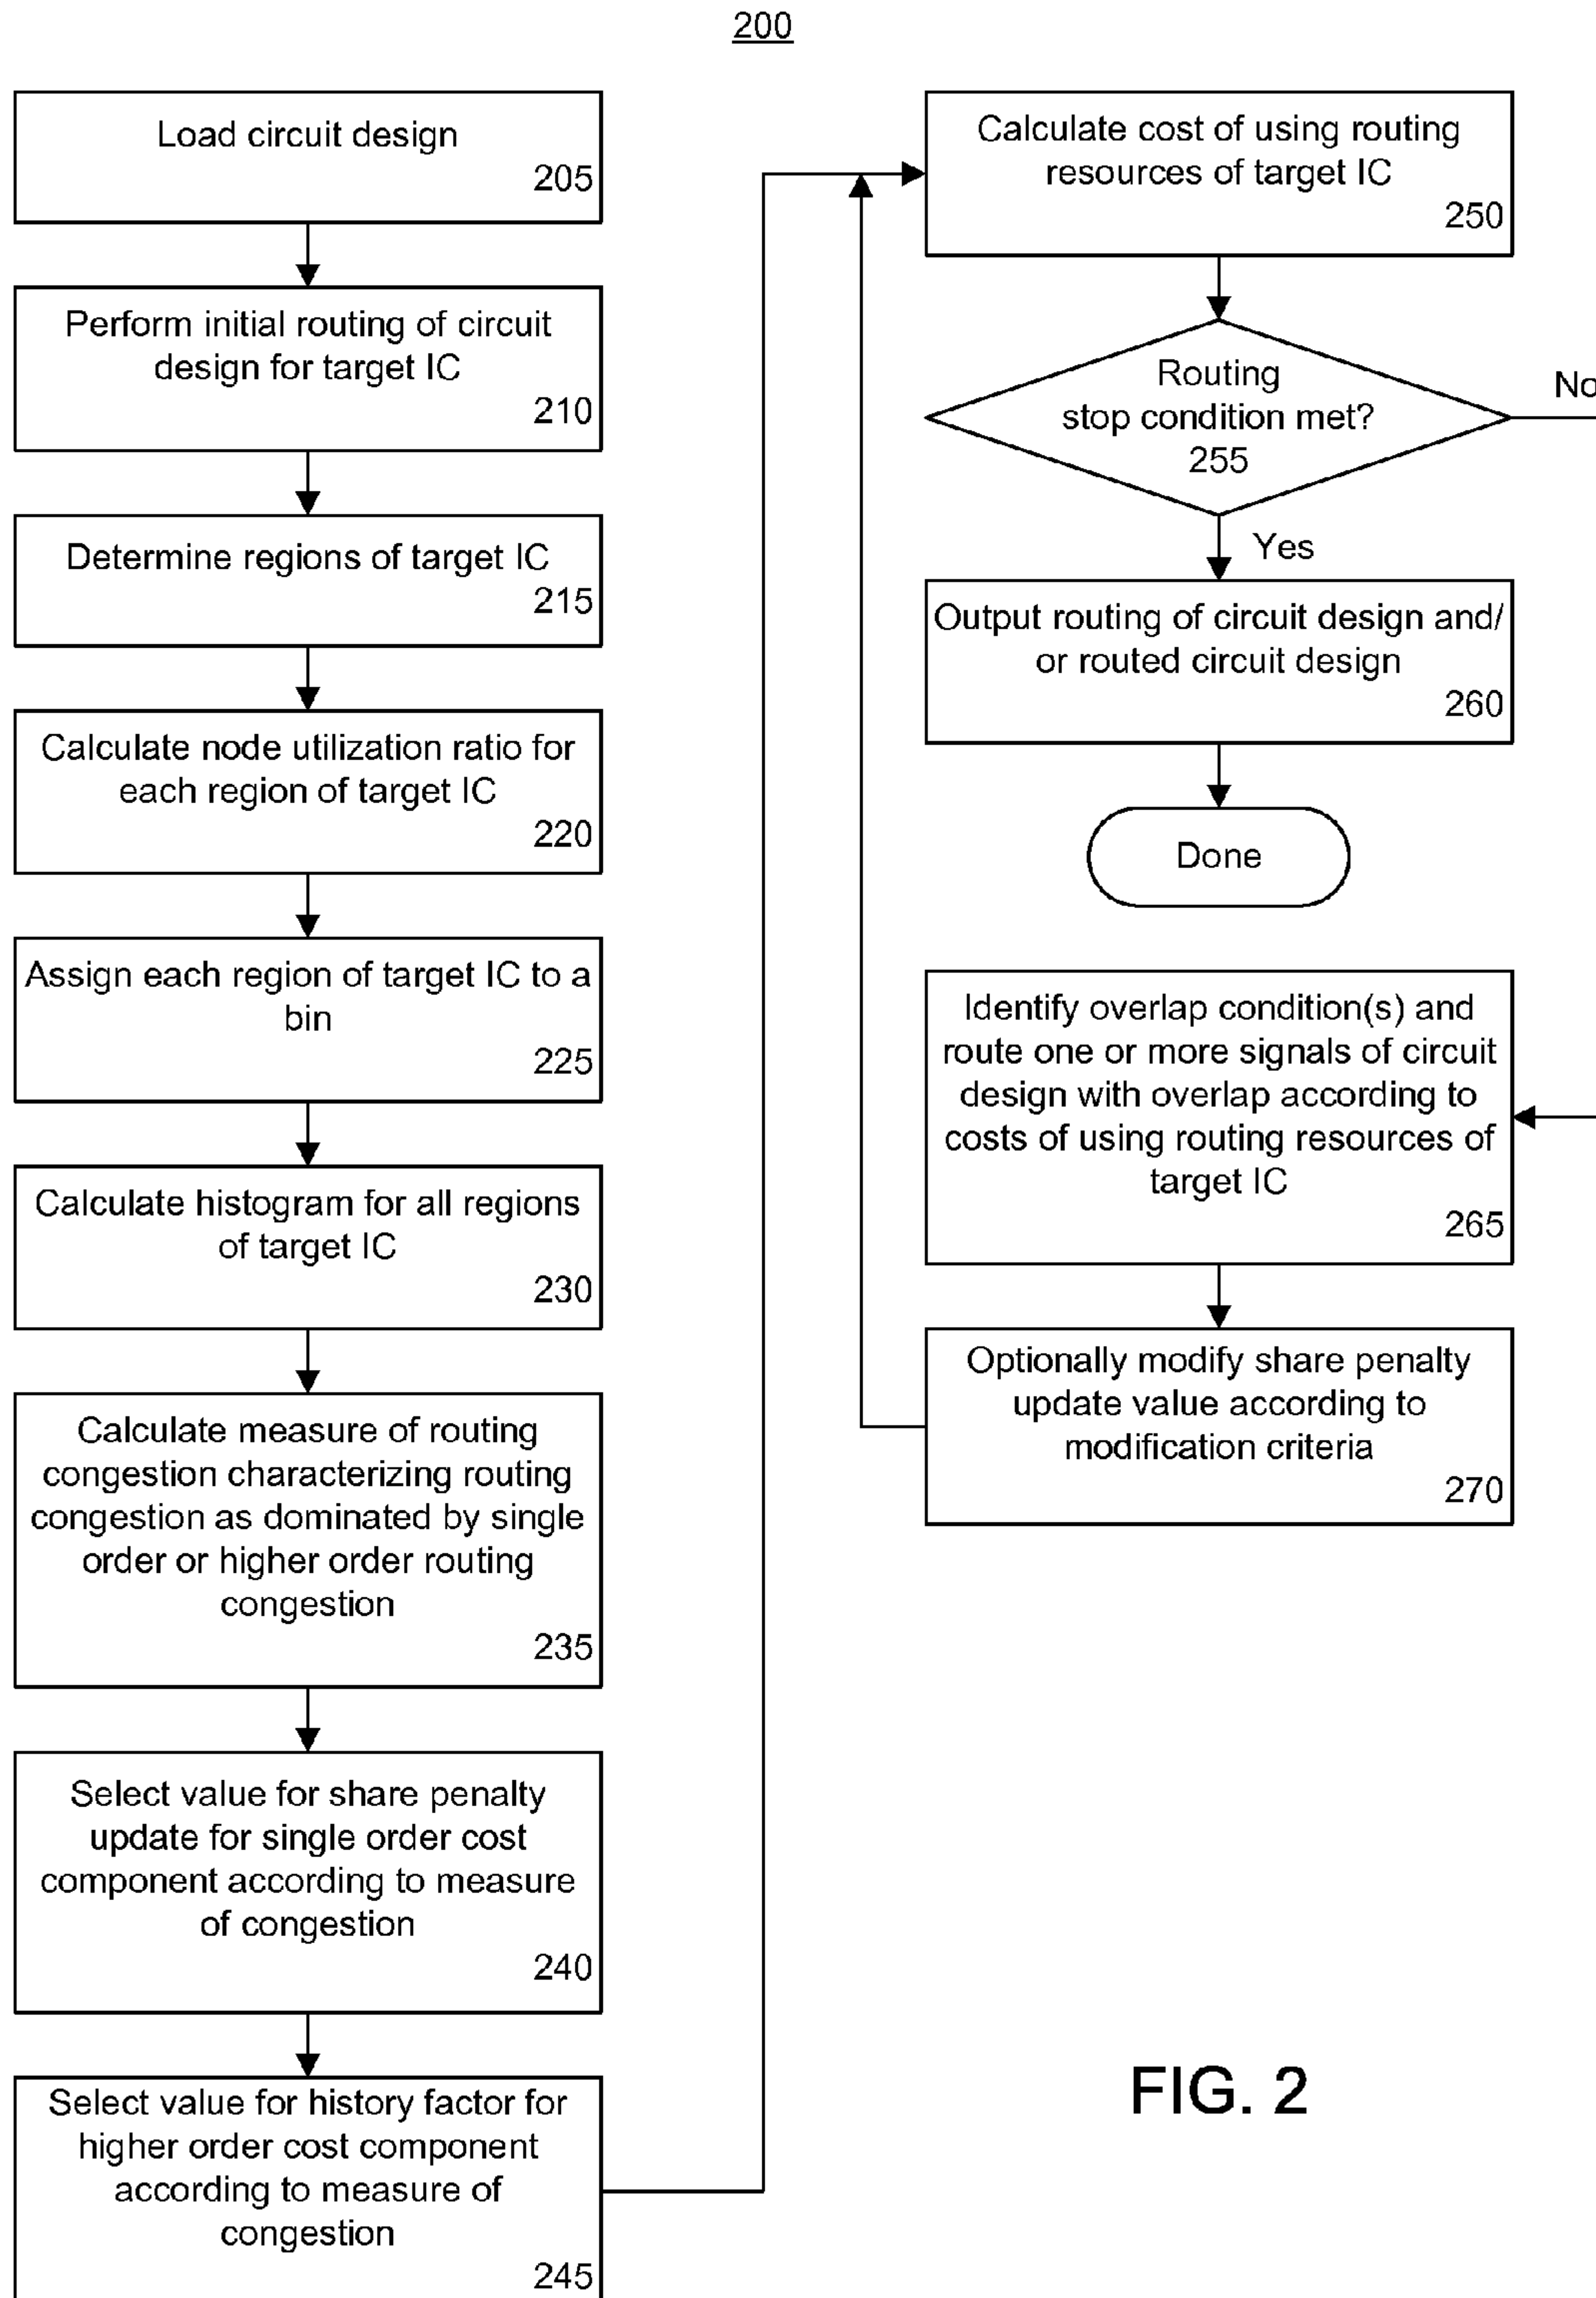 200
Load circuit design
205
Perform initial routing of circuit
design for target IC
210
Determine regions of target IC
215
Calculate node utilization ratio for
each region of target IC
220
Assign each region of target IC to a
bin
225
Calculate histogram for all regions
of target IC
230
Calculate measure of routing
congestion characterizing routing
congestion as dominated by single
order or higher order routing
congestion
235
Select value for share penalty
update for single order cost
component according to measure
of congestion
240
Select value for history factor for
higher order cost component
according to measure of
congestion
245
Calculate cost of using routing
resources of target IC
250
Routing
stop condition met?
255
No
Yes
Output routing of circuit design and/
or routed circuit design
260
Done
Identify overlap condition(s) and
route one or more signals of circuit
design with overlap according to
costs of using routing resources of
target IC
265
Optionally modify share penalty
update value according to
modification criteria
270
FIG. 2